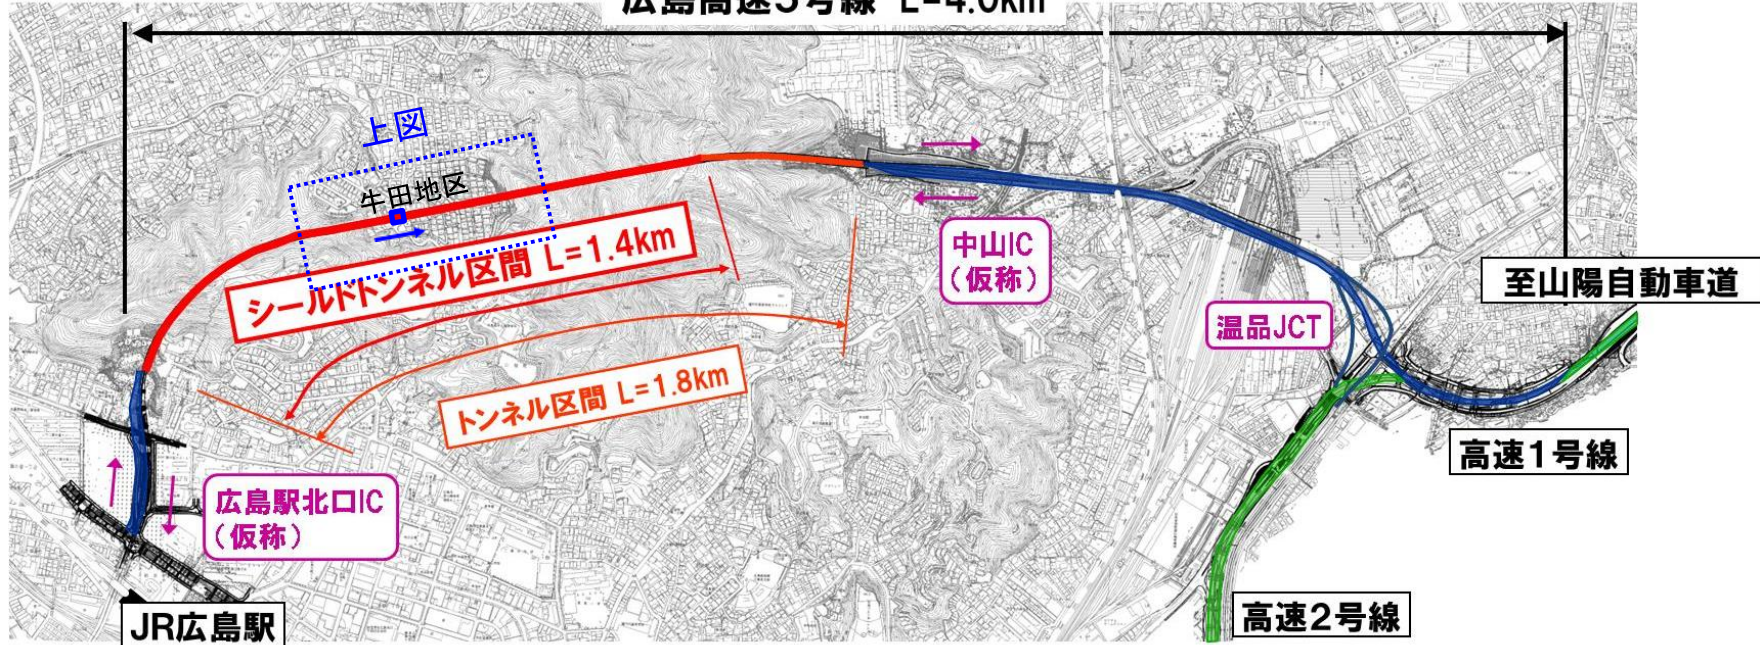 広島高速5号線 L=4.0km
上図
牛田地区
シールドトンネル区間 L=1.4km
中山IC
（仮称）
至山陽自動車道
温品JCT
トンネル区間 L=1.8km
高速1号線
広島駅北口IC
（仮称）
高速2号線
JR広島駅